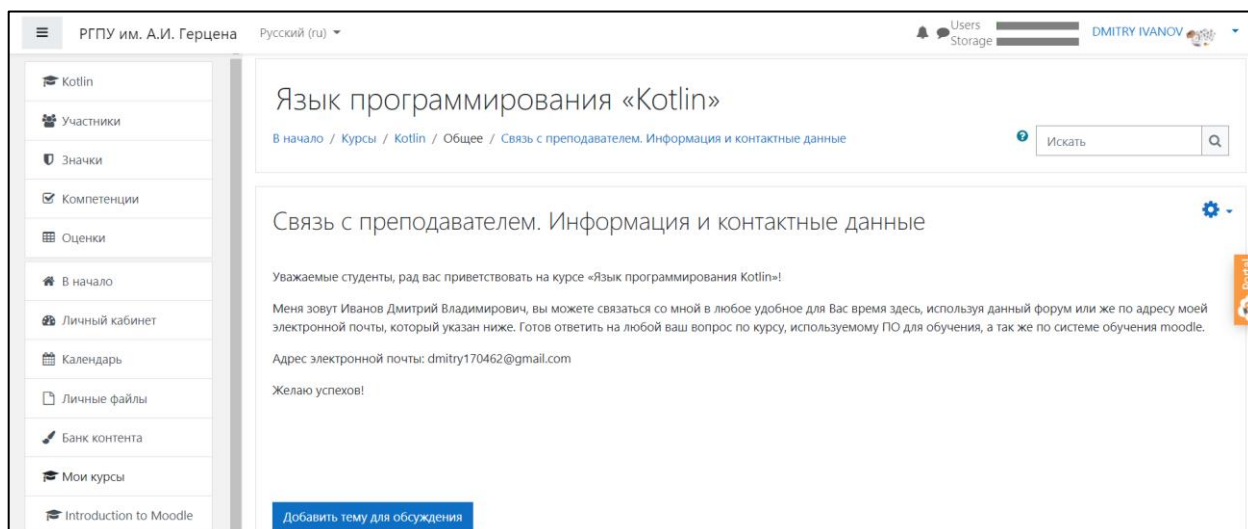 РГПУ им. А.И. Герцена
Русский (ru)
Users
Storage
DMITRY IVANOV
Kotlin
Участники
Значки
Компетенции
Оценки
В начало
Личный кабинет
Календарь
Личные файлы
Банк контента
Мои курсы
Introduction to Moodle
Язык программирования «Kotlin»
В начало / Курсы / Kotlin / Общее / Связь с преподавателем. Информация и контактные данные
Искать
Связь с преподавателем. Информация и контактные данные
Уважаемые студенты, рад вас приветствовать на курсе «Язык программирования Kotlin»!
Меня зовут Иванов Дмитрий Владимирович, вы можете связаться со мной в любое удобное для Вас время здесь, используя данный форум или же по адресу моей
электронной почты, который указан ниже. Готов ответить на любой ваш вопрос по курсу, используемому ПО для обучения, а так же по системе обучения moodle.
Адрес электронной почты: dmitry170462@gmail.com
Желаю успехов!
Добавить тему для обсуждения
Portal